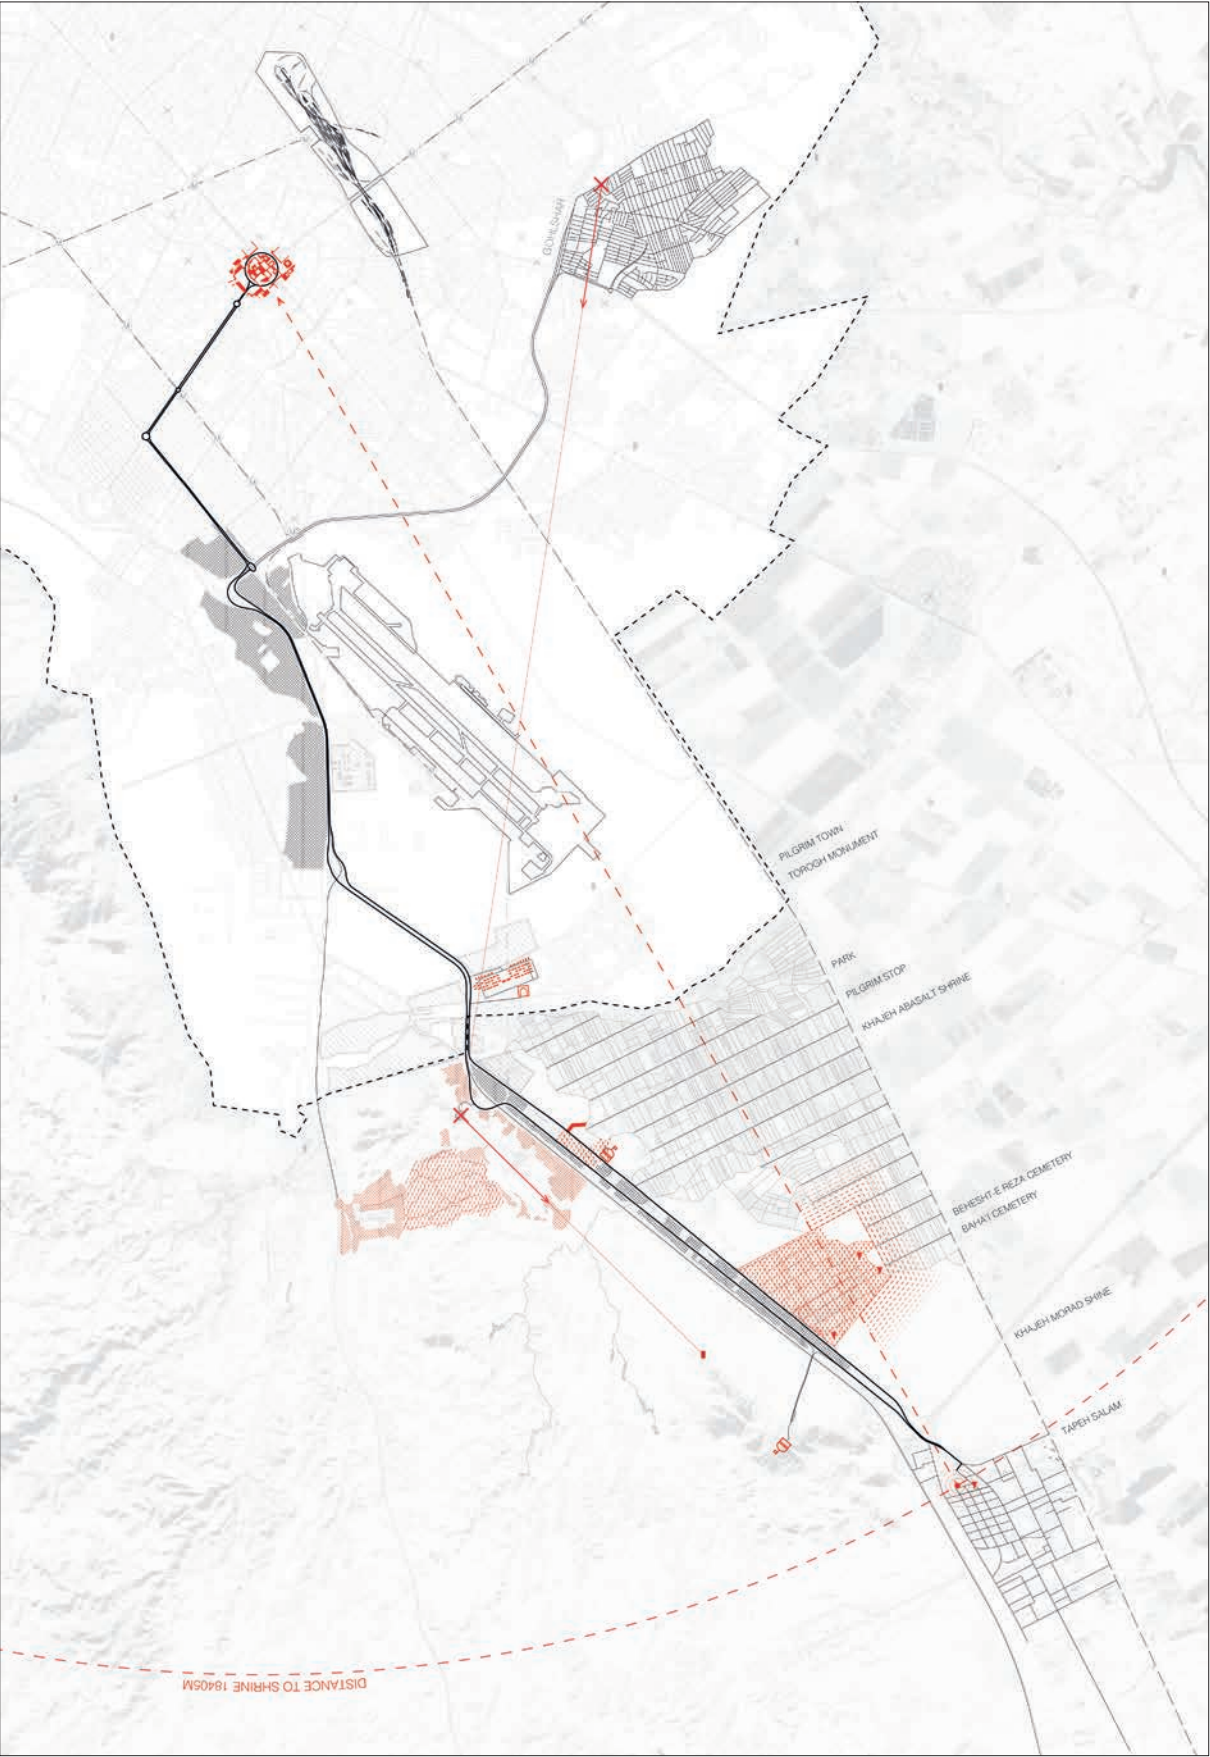 GOHLSHAR
PILGRIM TOWN
TOROGH MONUMENT
PARK
PILGRIM STOP
KHAJEH ABASALT SHRINE
BEHESHT-E REZA CEMETERY
BAHA'I CEMETERY
KHAJEH MORAD SHINE
TAPEH SALAM
DISTANCE TO SHRINE 18405M